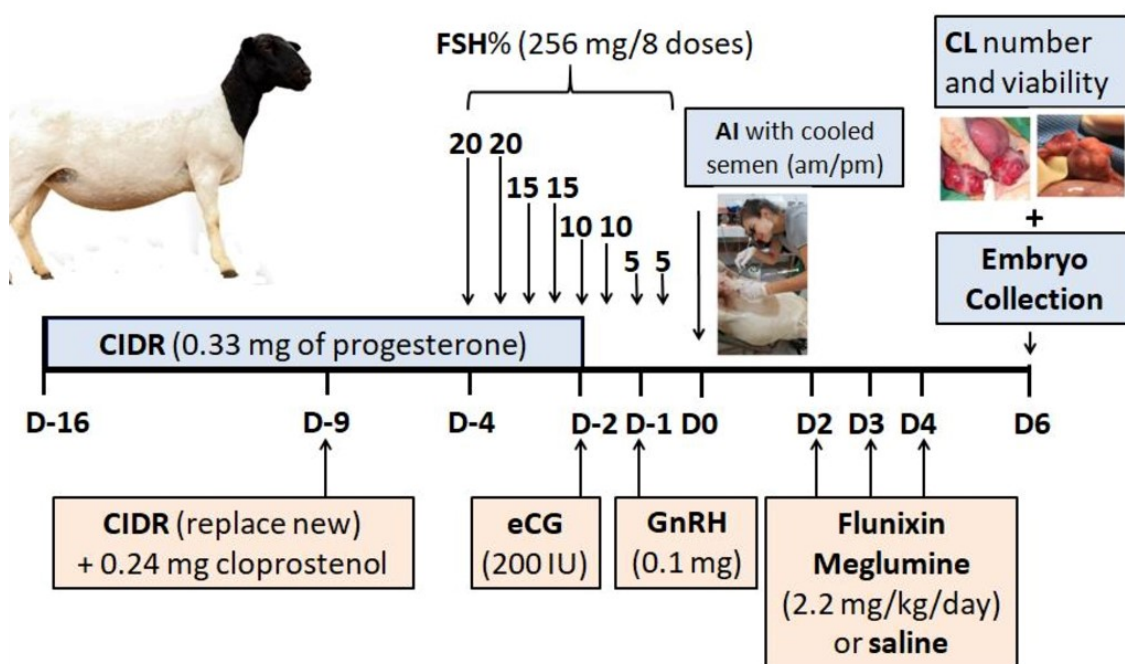 FSH% (256 mg/8 doses)
CL number
and viability
AI with cooled
semen (am/pm)
20 20
15 15
10 10
5 5
+
Embryo
Collection
CIDR (0.33 mg of progesterone)
D-16 D-9 D-4 D-2 D-1 D0 D2 D3 D4 D6
CIDR (replace new)
+ 0.24 mg cloprostenol
eCG
(200 IU)
GnRH
(0.1 mg)
Flunixin
Meglumine
(2.2 mg/kg/day)
or saline